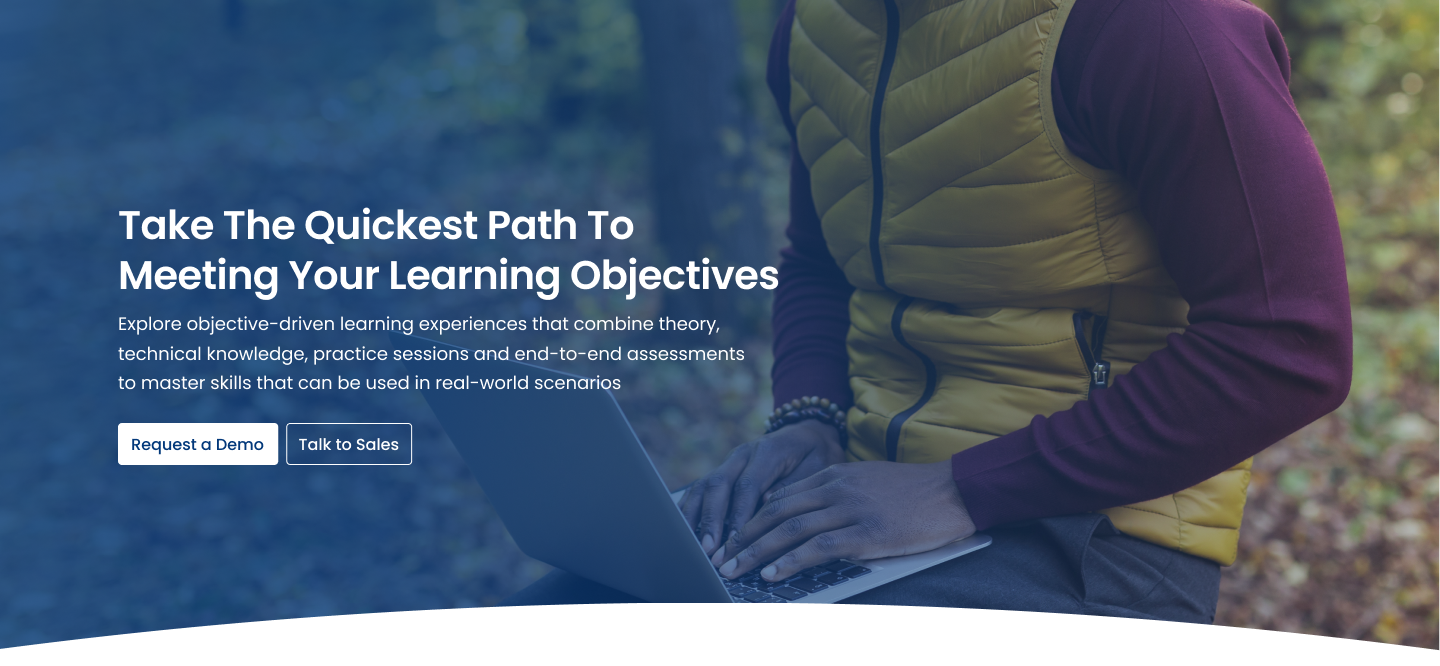 Take The Quickest Path To
Meeting Your Learning Objectives
Explore objective-driven learning experiences that combine theory,
technical knowledge, practice sessions and end-to-end assessments
to master skills that can be used in real-world scenarios
Request a Demo
Talk to Sales